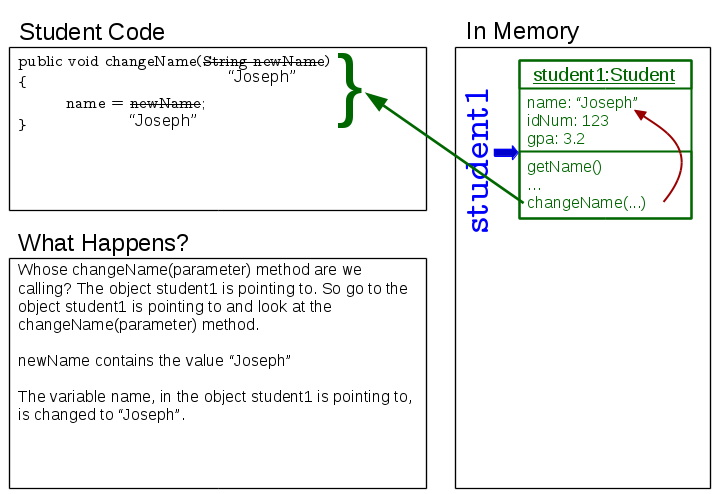 Student Code
public void changeName(String newName)
“Joseph”
{
name = newName;
“Joseph”
}
What Happens?
Whose changeName(parameter) method are we
calling? The object student1 is pointing to. So go to the
object student1 is pointing to and look at the
changeName(parameter) method.
newName contains the value “Joseph”
The variable name, in the object student1 is pointing to,
is changed to “Joseph”.
In Memory
student1
student1:Student
name: “Joseph”
idNum: 123
gpa: 3.2
getName()
...
changeName(...)